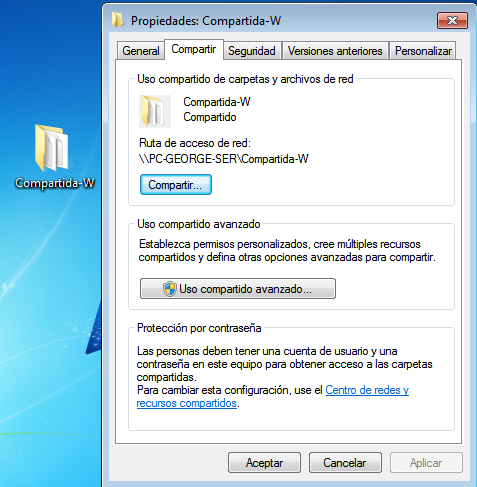 Propiedades: Compartida-W
General Compartir Seguridad Versiones anteriores Personalizar
Uso compartido de carpetas y archivos de red
Compartida-W
Compartido
Ruta de acceso de red:
\\PC-GEORGE-SER\Compartida-W
Compartir...
Uso compartido avanzado
Establezca permisos personalizados, cree múltiples recursos
compartidos y defina otras opciones avanzadas para compartir.
Uso compartido avanzado...
Protección por contraseña
Las personas deben tener una cuenta de usuario y una
contraseña en este equipo para obtener acceso a las carpetas
compartidas.
Para cambiar esta configuración, use el Centro de redes y
recursos compartidos.
Aceptar Cancelar Aplicar
Compartida-W